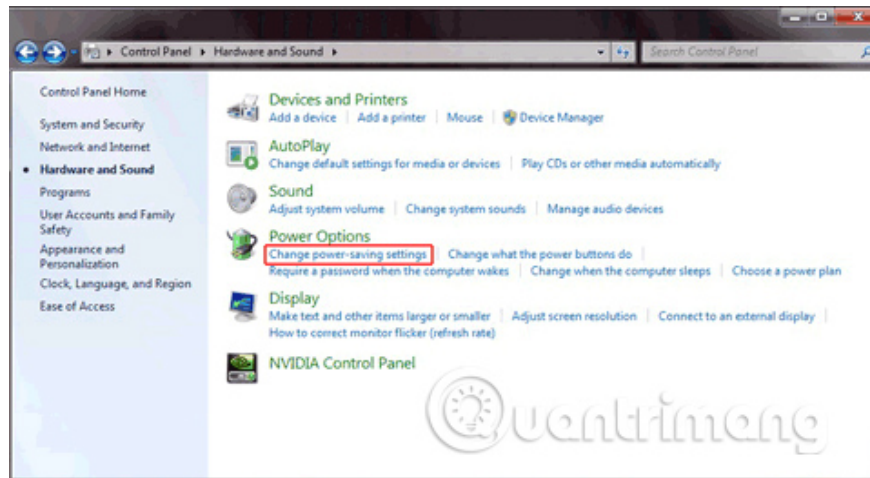 Control Panel Hardware and Sound
Search Control Panel
Control Panel Home
System and Security
Network and Internet
Hardware and Sound
Programs
User Accounts and Family
Safety
Appearance and
Personalization
Clock, Language, and Region
Ease of Access
Devices and Printers
Add a device Add a printer Mouse Device Manager
AutoPlay
Change default settings for media or devices Play CDs or other media automatically
Sound
Adjust system volume Change system sounds Manage audio devices
Power Options
Change power-saving settings Change what the power buttons do
Require a password when the computer wakes Change when the computer sleeps Choose a power plan
Display
Make text and other items larger or smaller Adjust screen resolution Connect to an external display
How to correct monitor flicker (refresh rate)
NVIDIA Control Panel
Quantrimang